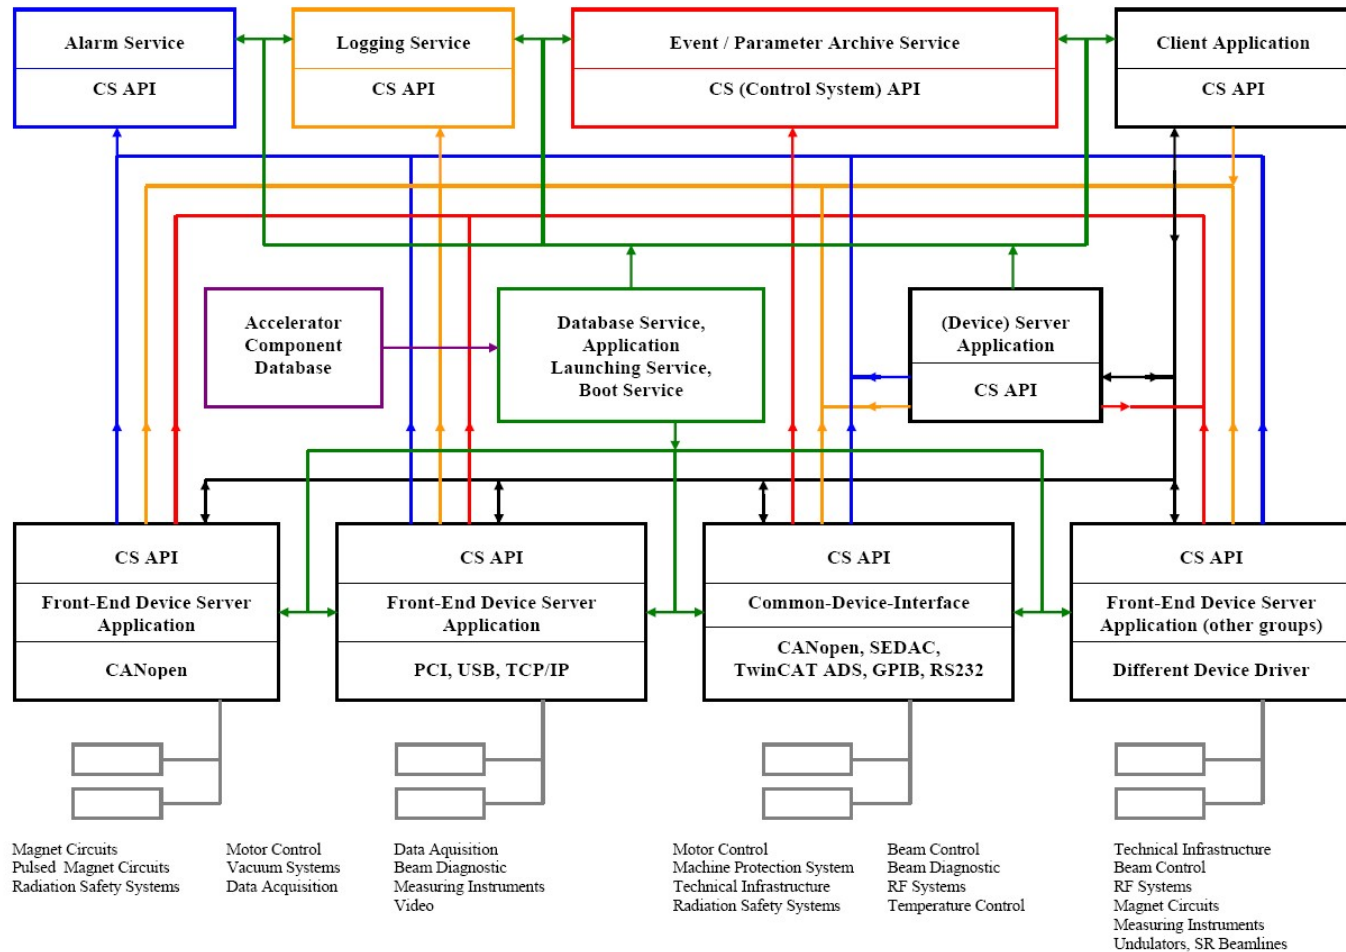 Alarm Service
CS API
Logging Service
CS API
Event / Parameter Archive Service
CS (Control System) API
Client Application
CS API
Accelerator
Component
Database
Database Service,
Application
Launching Service,
Boot Service
(Device) Server
Application
CS API
CS API
Front-End Device Server
Application
CANopen
CS API
Front-End Device Server
Application
PCI, USB, TCP/IP
CS API
Common-Device-Interface
CANopen, SEDAC,
TwinCAT ADS, GPIB, RS232
CS API
Front-End Device Server
Application (other groups)
Different Device Driver
Magnet Circuits
Pulsed Magnet Circuits
Radiation Safety Systems
Motor Control
Vacuum Systems
Data Acquisition
Data Aquisition
Beam Diagnostic
Measuring Instruments
Video
Motor Control
Machine Protection System
Technical Infrastructure
Radiation Safety Systems
Beam Control
Beam Diagnostic
RF Systems
Temperature Control
Technical Infrastructure
Beam Control
RF Systems
Magnet Circuits
Measuring Instruments
Undulators, SR Beamlines